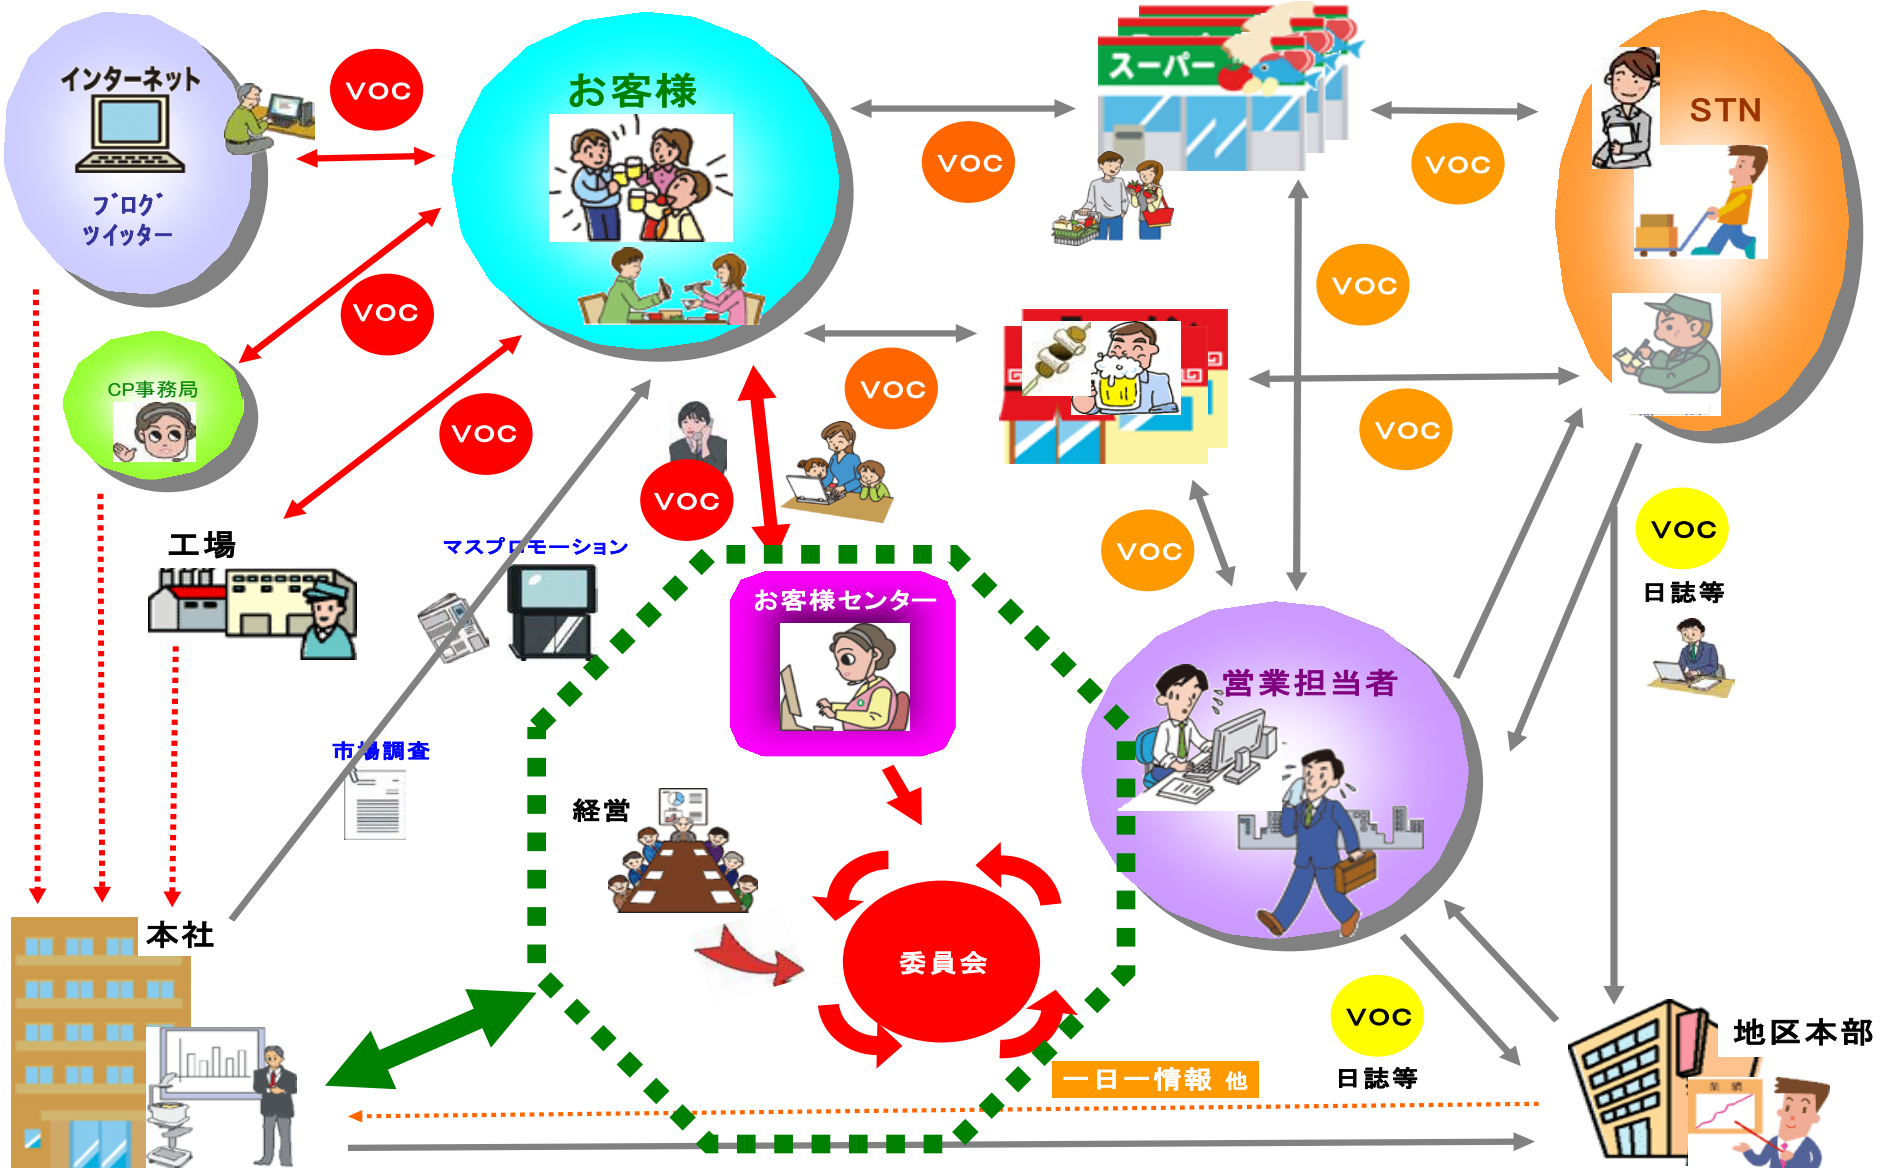 インターネット
ﾌﾞﾛｸﾞ
ツイッター
VOC
お客様
VOC
スーパー
VOC
STN
VOC
VOC
VOC
CP事務局
VOC
VOC
VOC
VOC
VOC
VOC
日誌等
工場
マスプロモーション
お客様センター
営業担当者
市場調査
経営
本社
委員会
VOC
日誌等
一日一情報 他
地区本部
業績